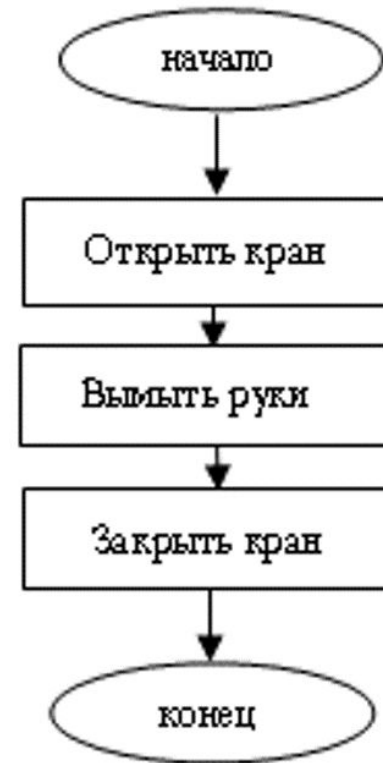 начало
Открыть кран
Вымыть руки
Закрыть кран
конец